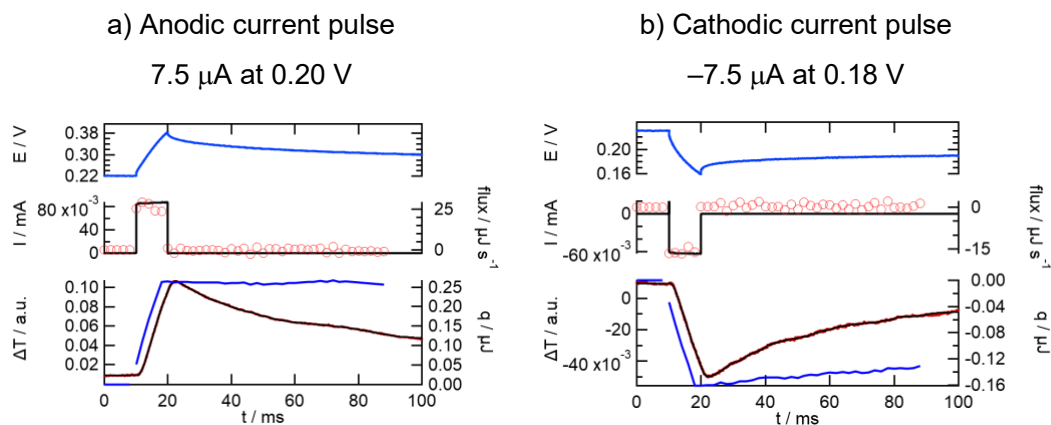 a) Anodic current pulse
7.5 μA at 0.20 V
E / V
0.38
0.30
0.22
I / mA
80 x10⁻³
40
0
flux / μJ s⁻¹
25
0
ΔT / a.u.
0.10
0.08
0.06
0.04
0.02
q / μJ
0.25
0.20
0.15
0.10
0.05
0.00
0 20 40 60 80 100
t / ms
b) Cathodic current pulse
–7.5 μA at 0.18 V
E / V
0.20
0.16
I / mA
0
-60 x10⁻³
flux / μJ s⁻¹
0
-15
ΔT / a.u.
0
-20
-40 x10⁻³
q / μJ
0.00
-0.04
-0.08
-0.12
-0.16
0 20 40 60 80 100
t / ms